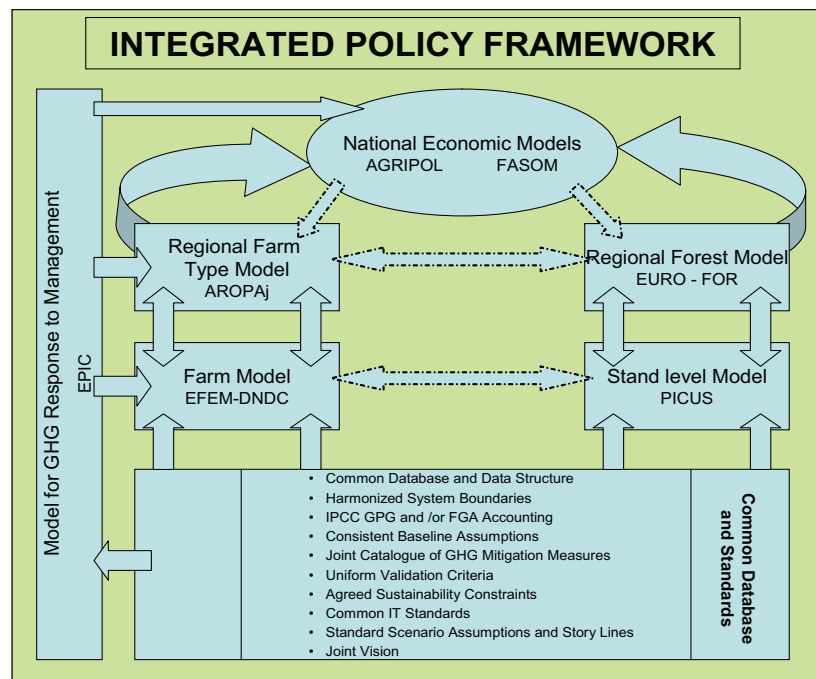 INTEGRATED POLICY FRAMEWORK
Model for GHG Response to Management
EPIC
National Economic Models
AGRIPOL FASOM
Regional Farm
Type Model
AROPAj
Regional Forest Model
EURO - FOR
Farm Model
EFEM-DNDC
Stand level Model
PICUS
• Common Database and Data Structure
• Harmonized System Boundaries
• IPCC GPG and /or FGA Accounting
• Consistent Baseline Assumptions
• Joint Catalogue of GHG Mitigation Measures
• Uniform Validation Criteria
• Agreed Sustainability Constraints
• Common IT Standards
• Standard Scenario Assumptions and Story Lines
• Joint Vision
Common Database
and Standards